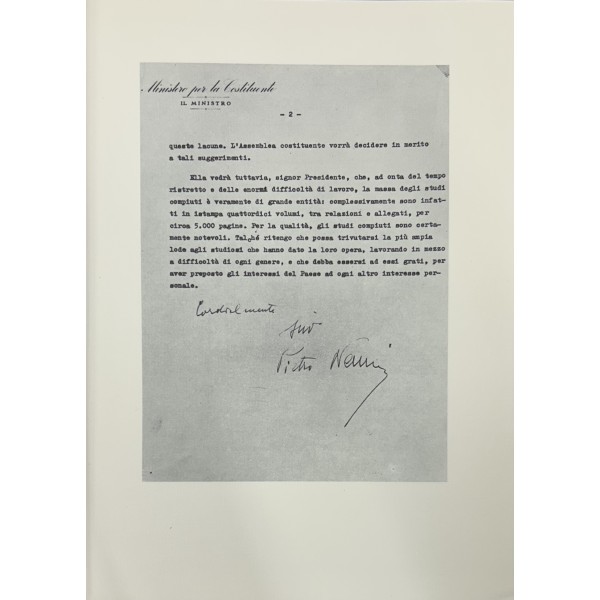 Ministero per la Costituente
IL MINISTRO
- 2 -
queste lacune. L'Assemblea costituente vorrà decidere in merito
a tali suggerimenti.
Ella vedrà tuttavia, signor Presidente, che, ad onta del tempo
ristretto e delle enormi difficoltà di lavoro, la massa degli studi
compiuti è veramente di grande entità: complessivamente sono infat-
ti in istampa quattordici volumi, tra relazioni e allegati, per
circa 5.000 pagine. Per la qualità, gli studi compiuti sono certa-
mente notevoli. Talché ritengo che possa trivutarsi la più ampia
lode agli studiosi che hanno dato la loro opera, lavorando in mezzo
a difficoltà di ogni genere, e che debba essersi ad essi grati, per
aver preposto gli interessi del Paese ad ogni altro interesse per-
sonale.
Cordialmente
suo
Pietro Nenni